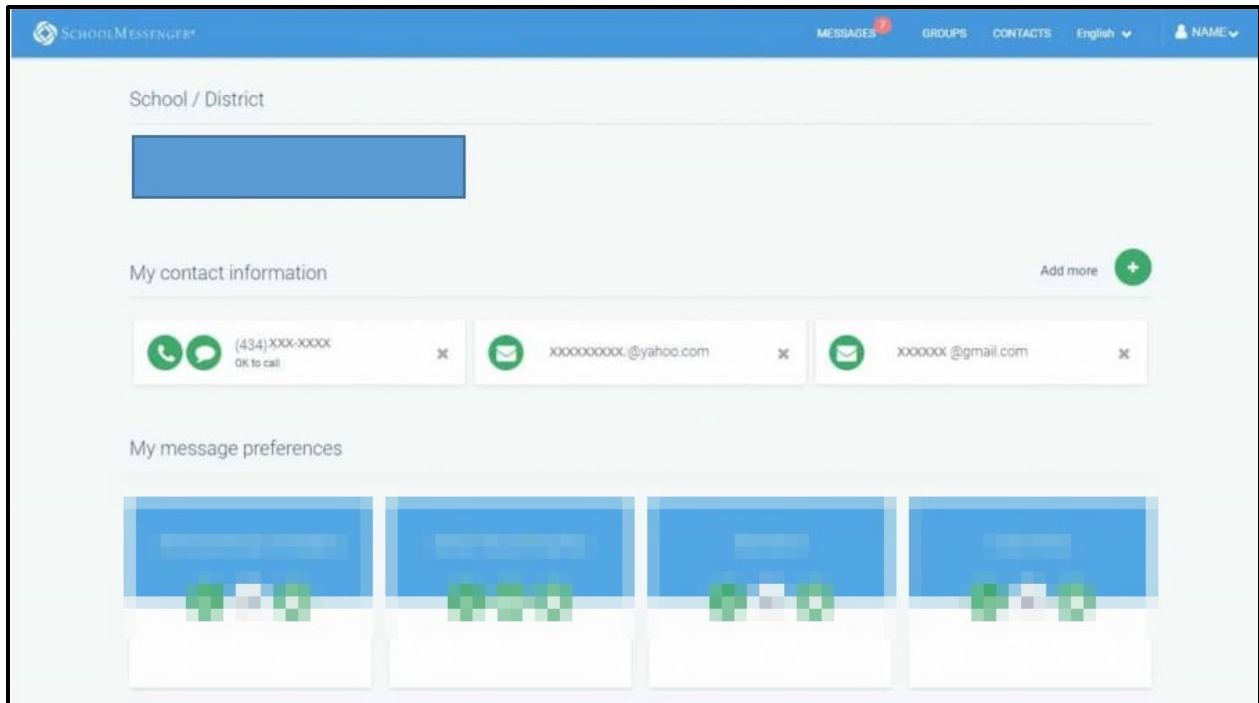 SCHOOLMESSENGER®
MESSAGES 7 GROUPS CONTACTS English NAME
School / District
My contact information
Add more
(434) XXX-XXXX
OK to call
XXXXXXXXX.@yahoo.com
XXXXXX @gmail.com
My message preferences